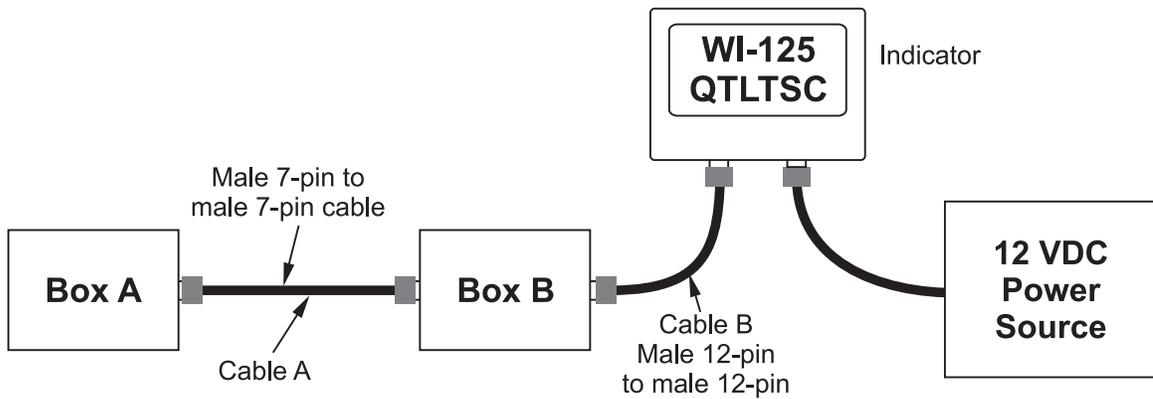 WI-125
QTLTSC
Indicator
Male 7-pin to
male 7-pin cable
Box A
Box B
12 VDC
Power
Source
Cable A
Cable B
Male 12-pin
to male 12-pin